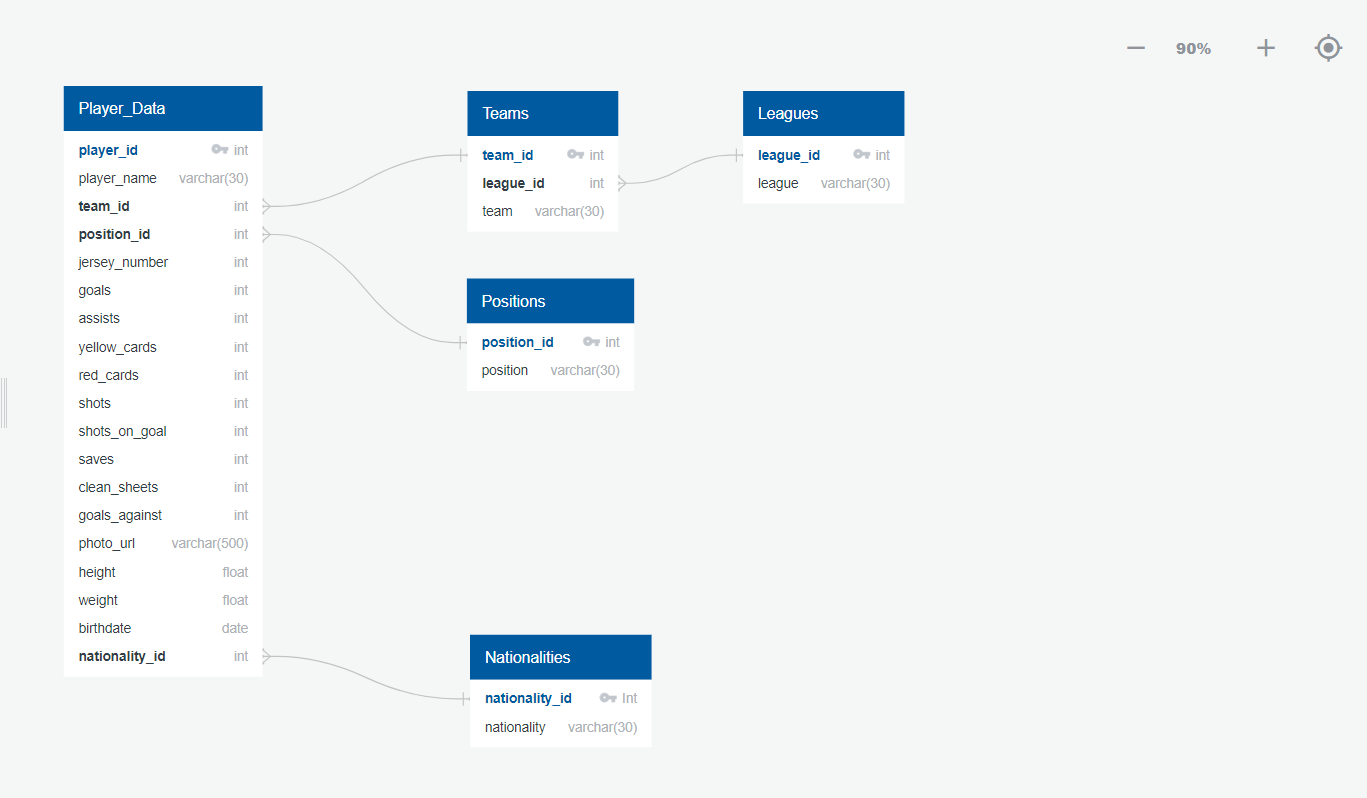 90%
Player_Data
player_id int
player_name varchar(30)
team_id int
position_id int
jersey_number int
goals int
assists int
yellow_cards int
red_cards int
shots int
shots_on_goal int
saves int
clean_sheets int
goals_against int
photo_url varchar(500)
height float
weight float
birthdate date
nationality_id int
Teams
team_id int
league_id int
team varchar(30)
Leagues
league_id int
league varchar(30)
Positions
position_id int
position varchar(30)
Nationalities
nationality_id Int
nationality varchar(30)